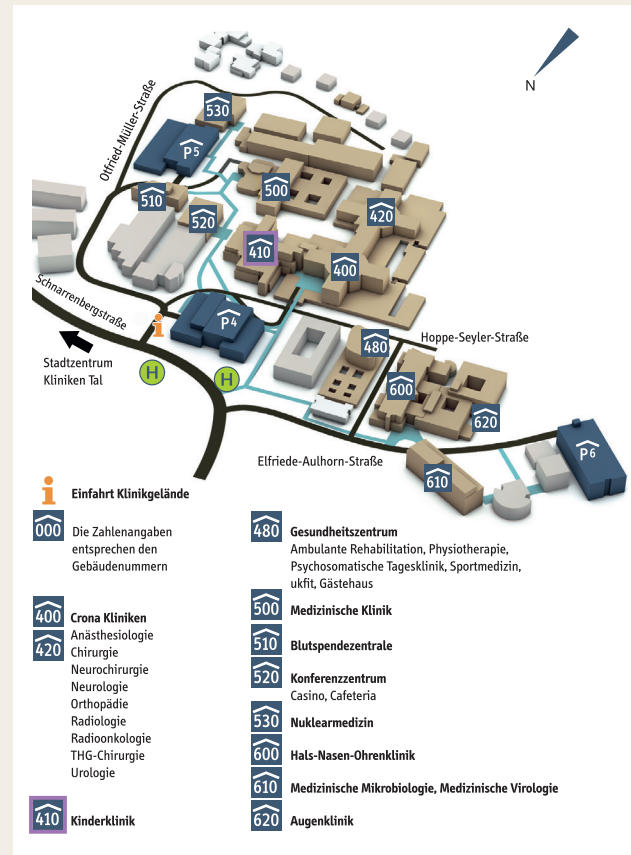 N
530
Otfried-Müller-Straße
P5
500
510
520
420
410
400
Schnarrenbergstraße
i
P4
Hoppe-Seyler-Straße
480
Stadtzentrum
Kliniken Tal
H
H
600
620
Elfriede-Aulhorn-Straße
P6
610
i Einfahrt Klinikgelände
000 Die Zahlenangaben
entsprechen den
Gebäudenummern
400 Crona Kliniken
420 Anästhesiologie
Chirurgie
Neurochirurgie
Neurologie
Orthopädie
Radiologie
Radioonkologie
THG-Chirurgie
Urologie
410 Kinderklinik
480 Gesundheitszentrum
Ambulante Rehabilitation, Physiotherapie,
Psychosomatische Tagesklinik, Sportmedizin,
ukfit, Gästehaus
500 Medizinische Klinik
510 Blutspendezentrale
520 Konferenzzentrum
Casino, Cafeteria
530 Nuklearmedizin
600 Hals-Nasen-Ohrenklinik
610 Medizinische Mikrobiologie, Medizinische Virologie
620 Augenklinik